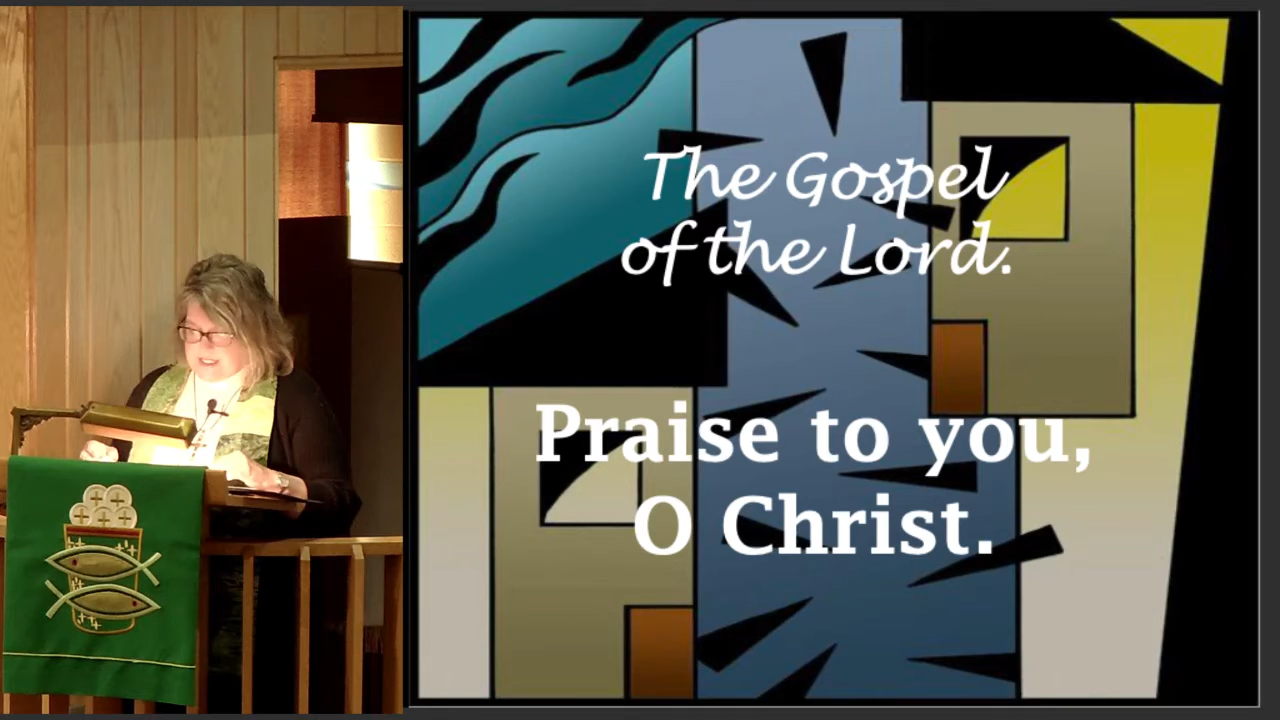 The Gospel
of the Lord.
Praise to you,
O Christ.